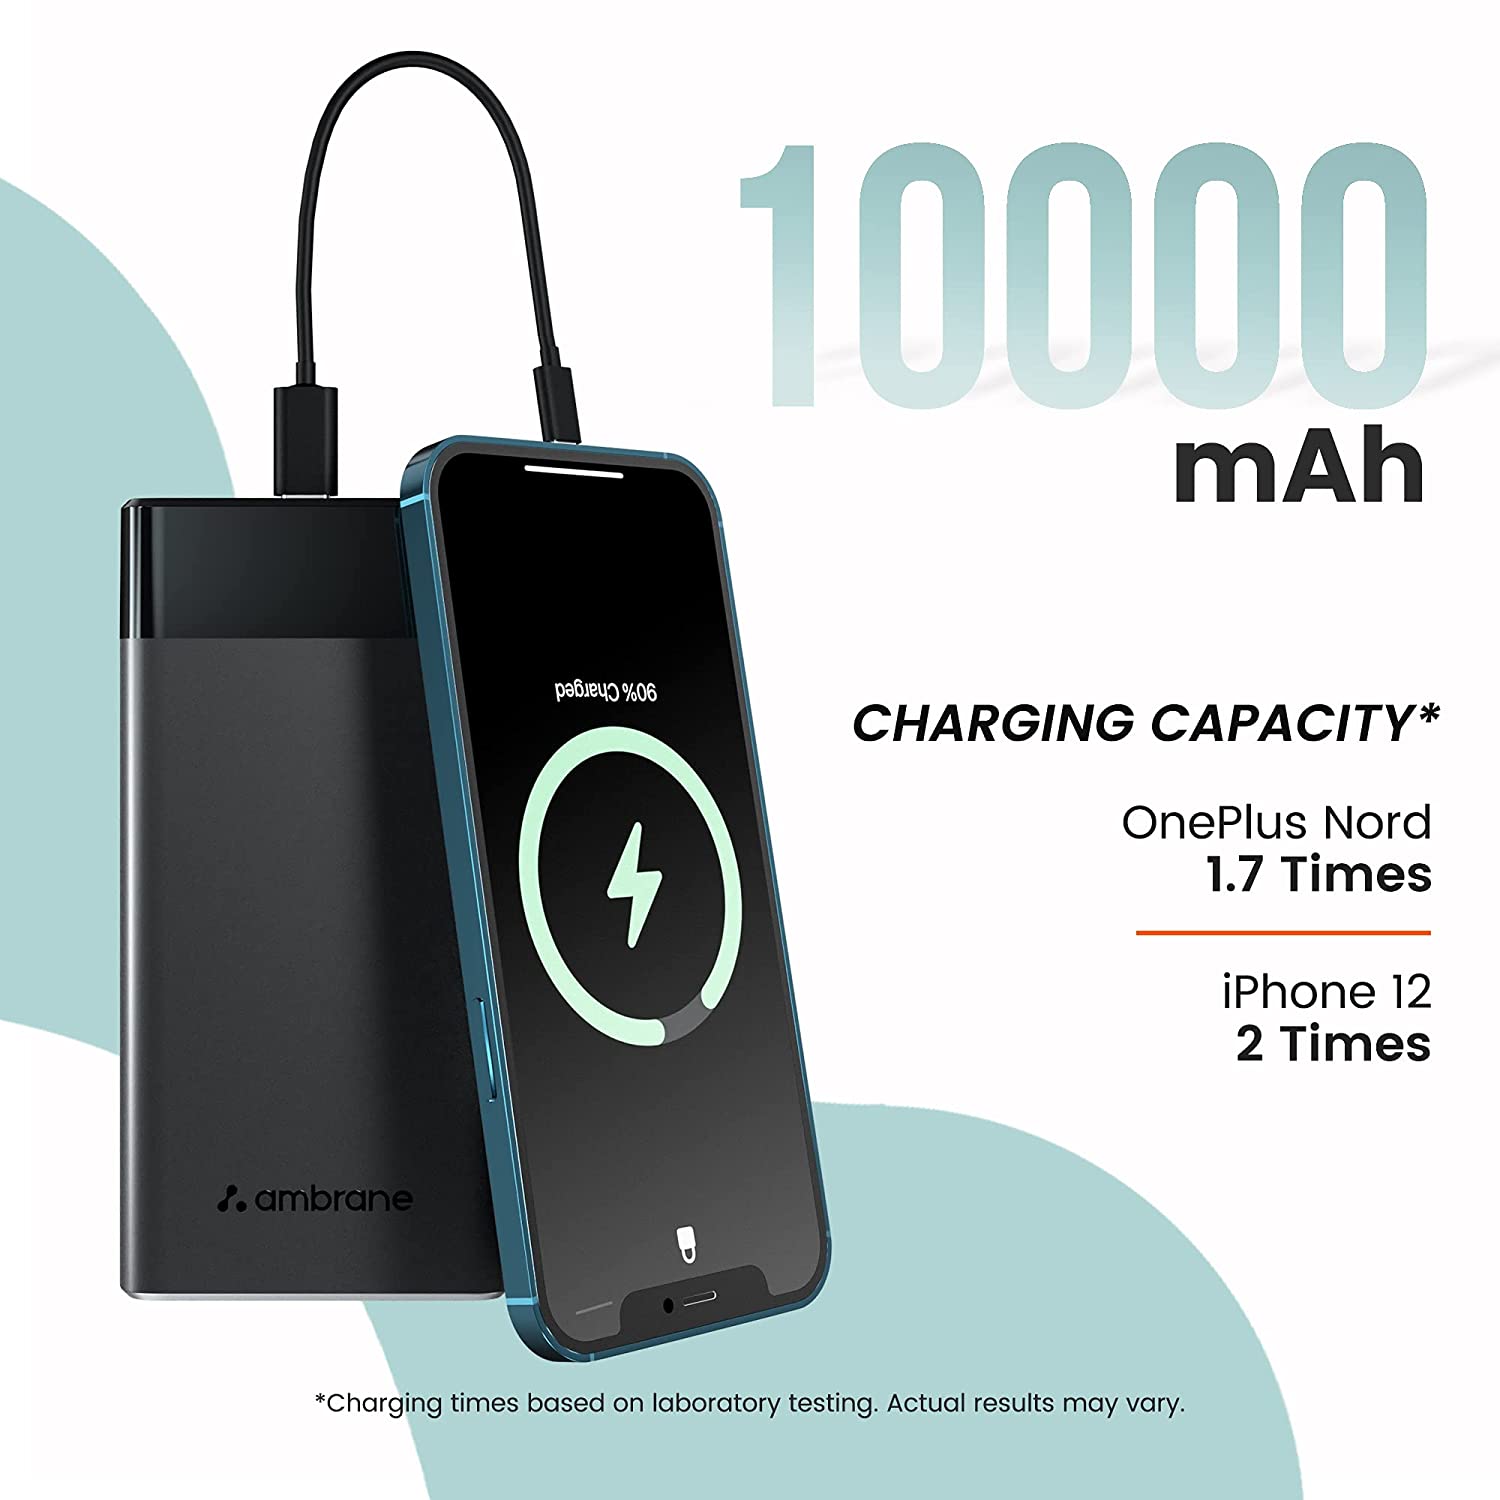 10000
mAh
90% Charged
CHARGING CAPACITY*
OnePlus Nord
1.7 Times
iPhone 12
2 Times
ambrane
*Charging times based on laboratory testing. Actual results may vary.